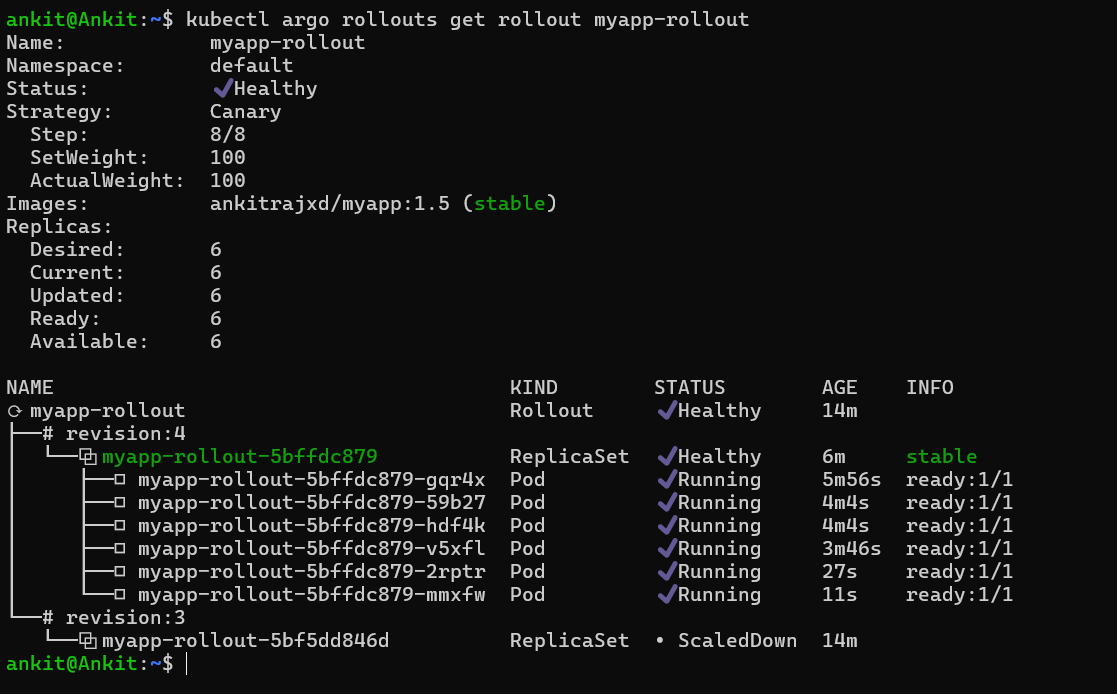 ankit@Ankit:~$ kubectl argo rollouts get rollout myapp-rollout
Name:            myapp-rollout
Namespace:       default
Status:          ✔ Healthy
Strategy:        Canary
  Step:          8/8
  SetWeight:     100
  ActualWeight:  100
Images:          ankitrajxd/myapp:1.5 (stable)
Replicas:
  Desired:       6
  Current:       6
  Updated:       6
  Ready:         6
  Available:     6

NAME                                      KIND        STATUS        AGE    INFO
⟳ myapp-rollout                           Rollout     ✔ Healthy     14m
├──# revision:4
│  └──⧉ myapp-rollout-5bffdc879           ReplicaSet  ✔ Healthy     6m     stable
│     ├──□ myapp-rollout-5bffdc879-gqr4x  Pod         ✔ Running     5m56s  ready:1/1
│     ├──□ myapp-rollout-5bffdc879-59b27  Pod         ✔ Running     4m4s   ready:1/1
│     ├──□ myapp-rollout-5bffdc879-hdf4k  Pod         ✔ Running     4m4s   ready:1/1
│     ├──□ myapp-rollout-5bffdc879-v5xfl  Pod         ✔ Running     3m46s  ready:1/1
│     ├──□ myapp-rollout-5bffdc879-2rptr  Pod         ✔ Running     27s    ready:1/1
│     └──□ myapp-rollout-5bffdc879-mmxfw  Pod         ✔ Running     11s    ready:1/1
└──# revision:3
   └──⧉ myapp-rollout-5bf5dd846d          ReplicaSet  • ScaledDown  14m
ankit@Ankit:~$